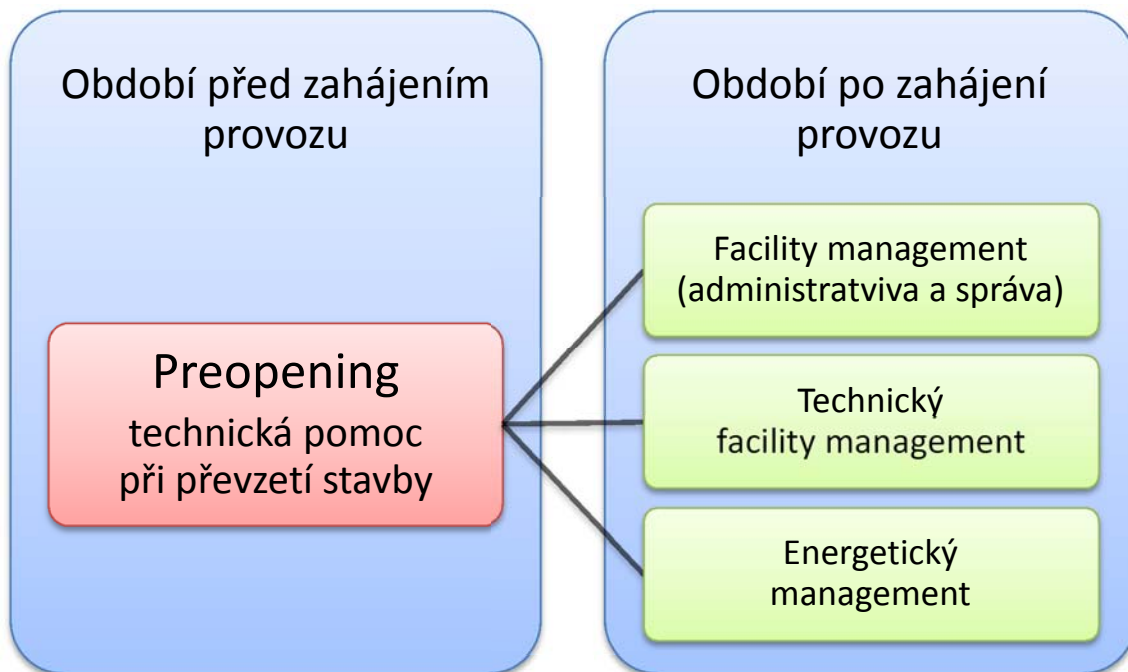 Období před zahájením
provozu
Preopening
technická pomoc
při převzetí stavby
Období po zahájení
provozu
Facility management
(administratviva a správa)
Technický
facility management
Energetický
management